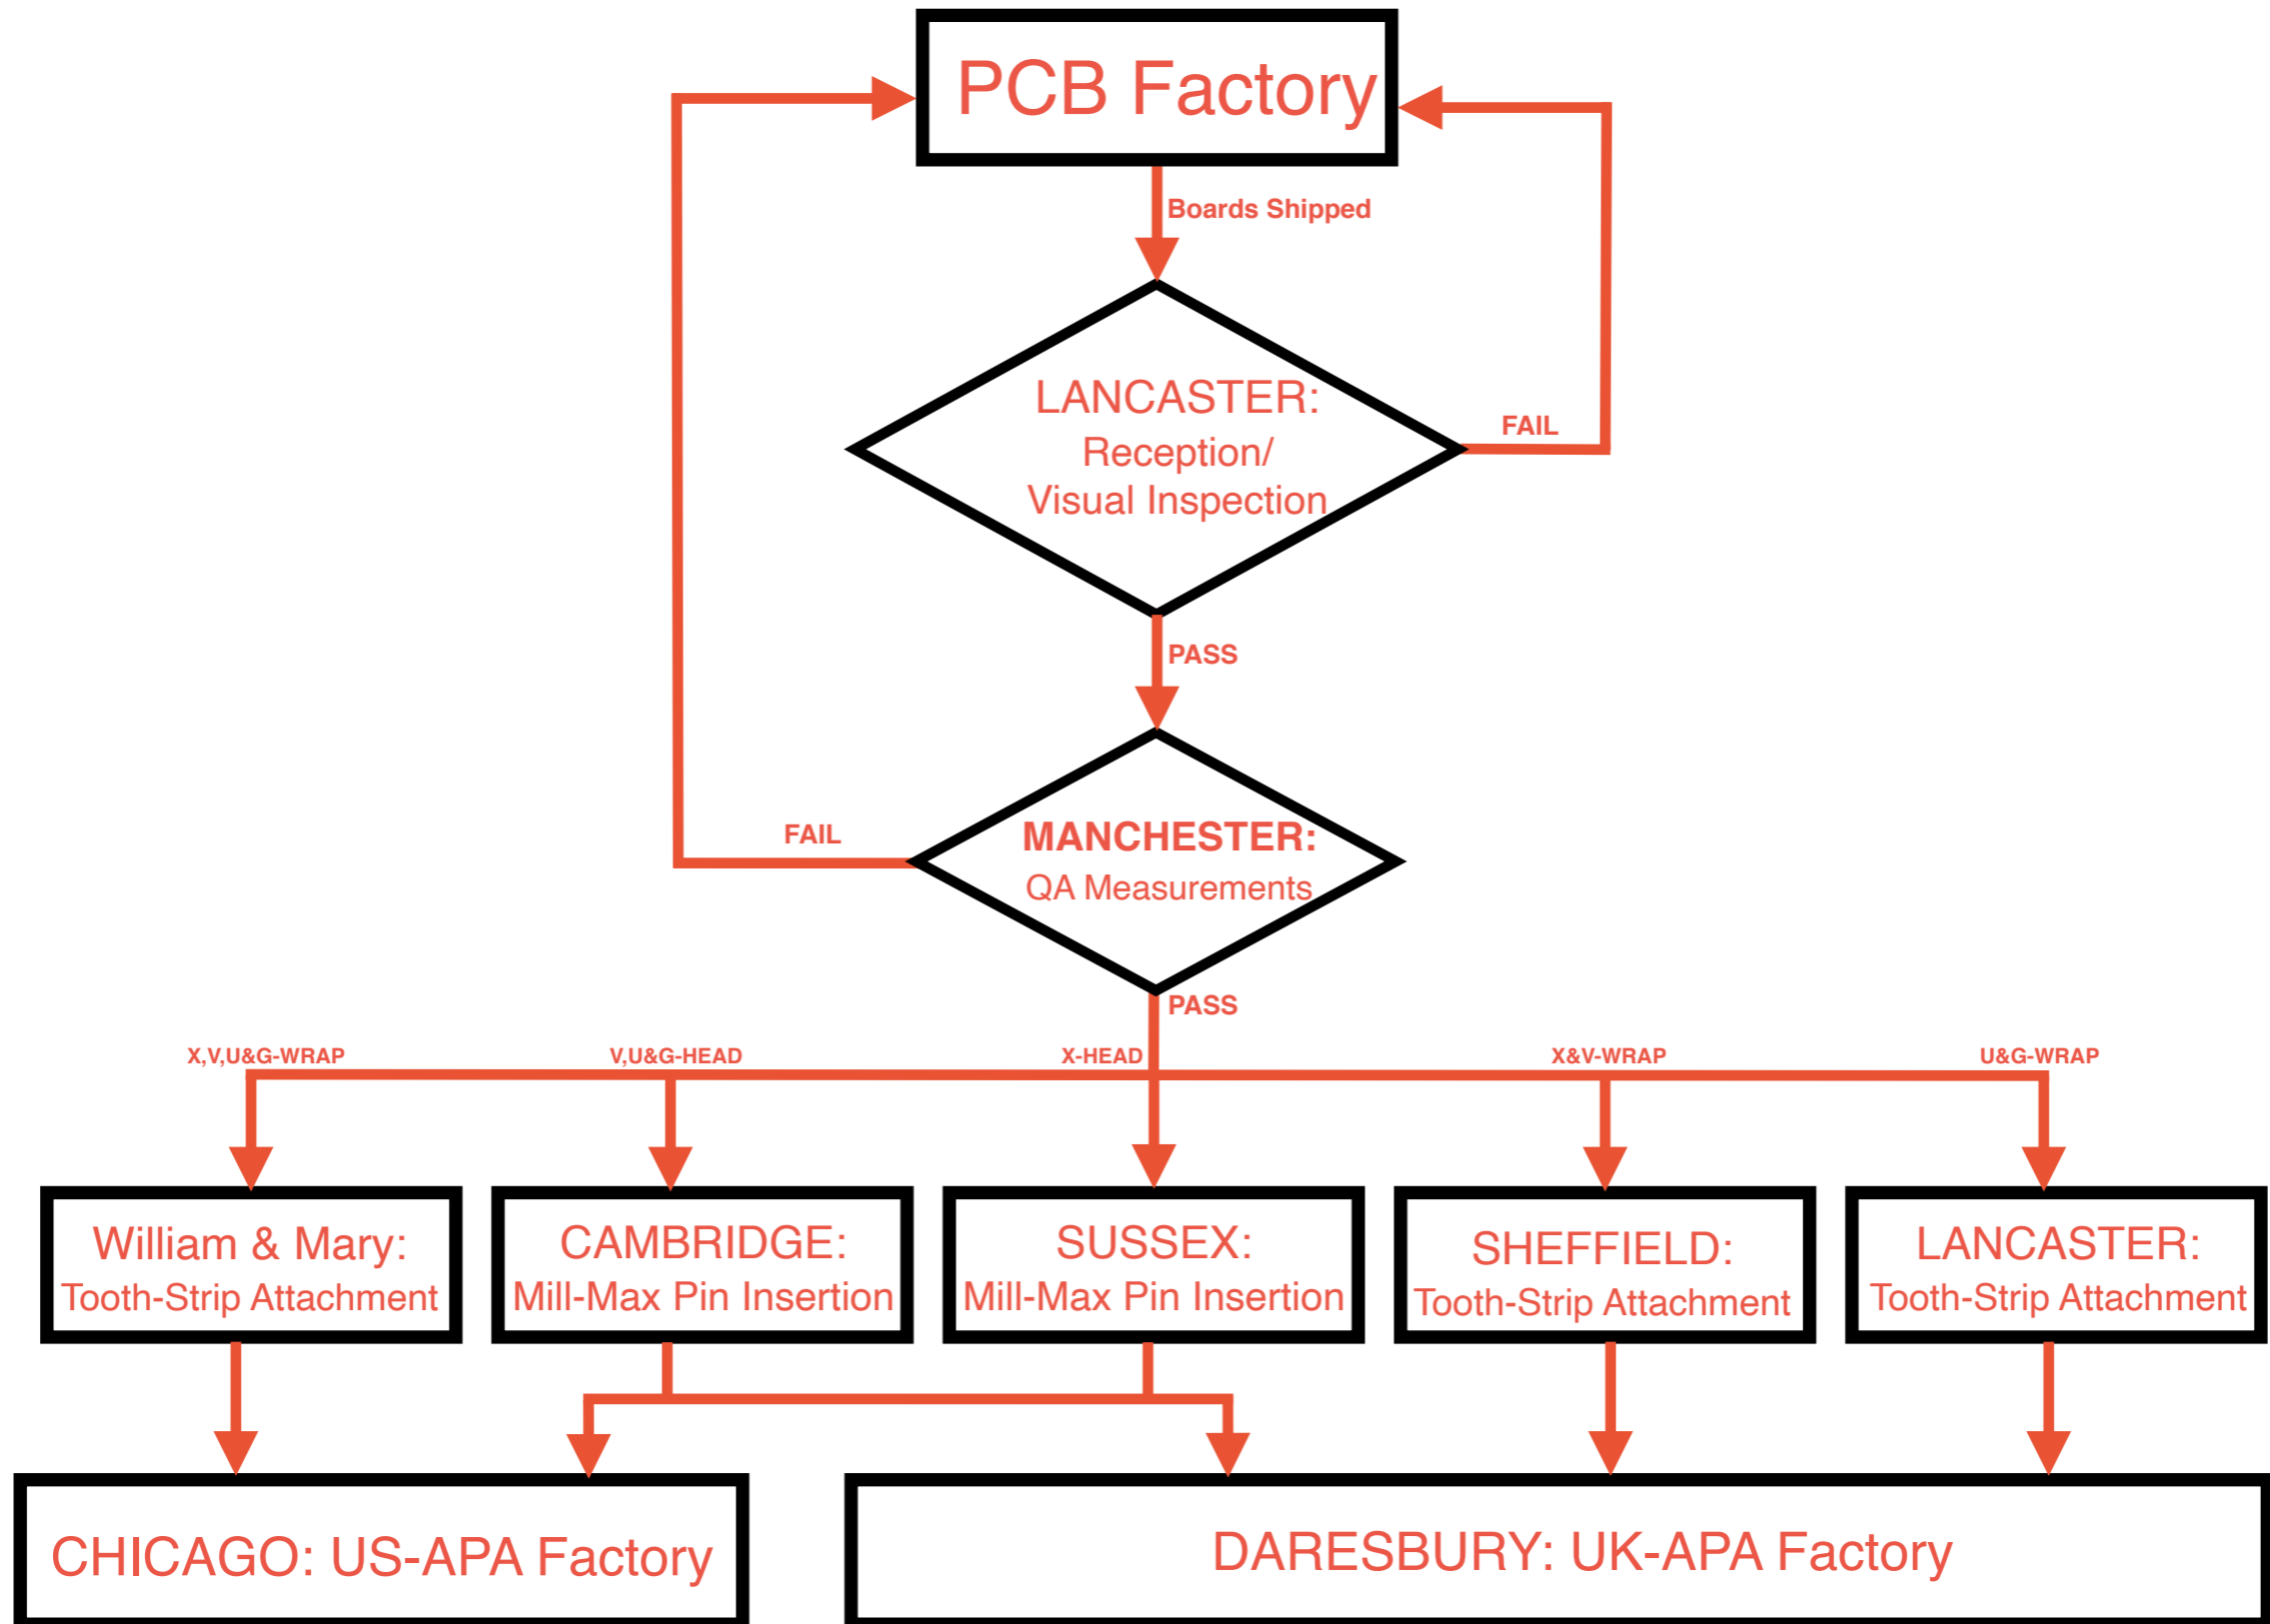 PCB Factory
Boards Shipped
LANCASTER:
Reception/
Visual Inspection
FAIL
PASS
MANCHESTER:
QA Measurements
FAIL
PASS
X,V,U&G-WRAP
V,U&G-HEAD
X-HEAD
X&V-WRAP
U&G-WRAP
William & Mary:
Tooth-Strip Attachment
CAMBRIDGE:
Mill-Max Pin Insertion
SUSSEX:
Mill-Max Pin Insertion
SHEFFIELD:
Tooth-Strip Attachment
LANCASTER:
Tooth-Strip Attachment
CHICAGO: US-APA Factory
DARESBURY: UK-APA Factory